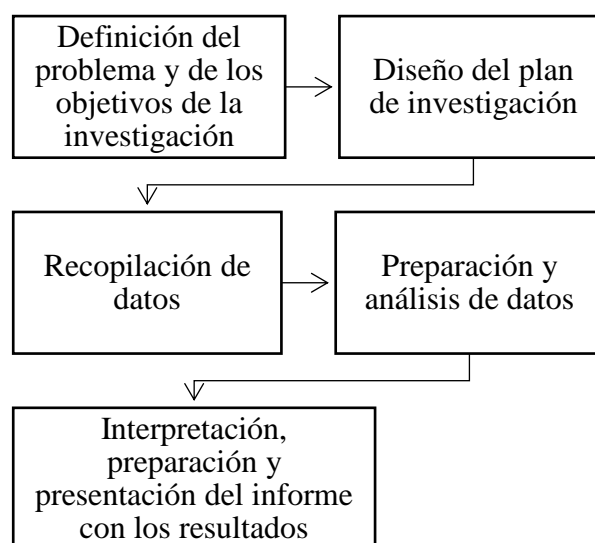 Definición del
problema y de los
objetivos de la
investigación
Diseño del plan
de investigación
Recopilación de
datos
Preparación y
análisis de datos
Interpretación,
preparación y
presentación del informe
con los resultados